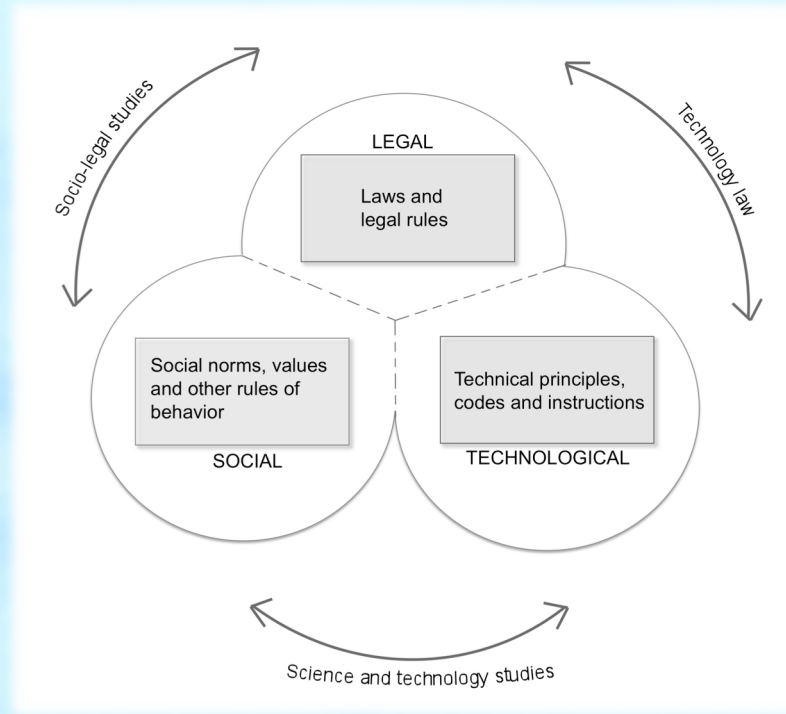 Socio-legal studies
Technology law
LEGAL
Laws and
legal rules
Social norms, values
and other rules of
behavior
SOCIAL
Technical principles,
codes and instructions
TECHNOLOGICAL
Science and technology studies